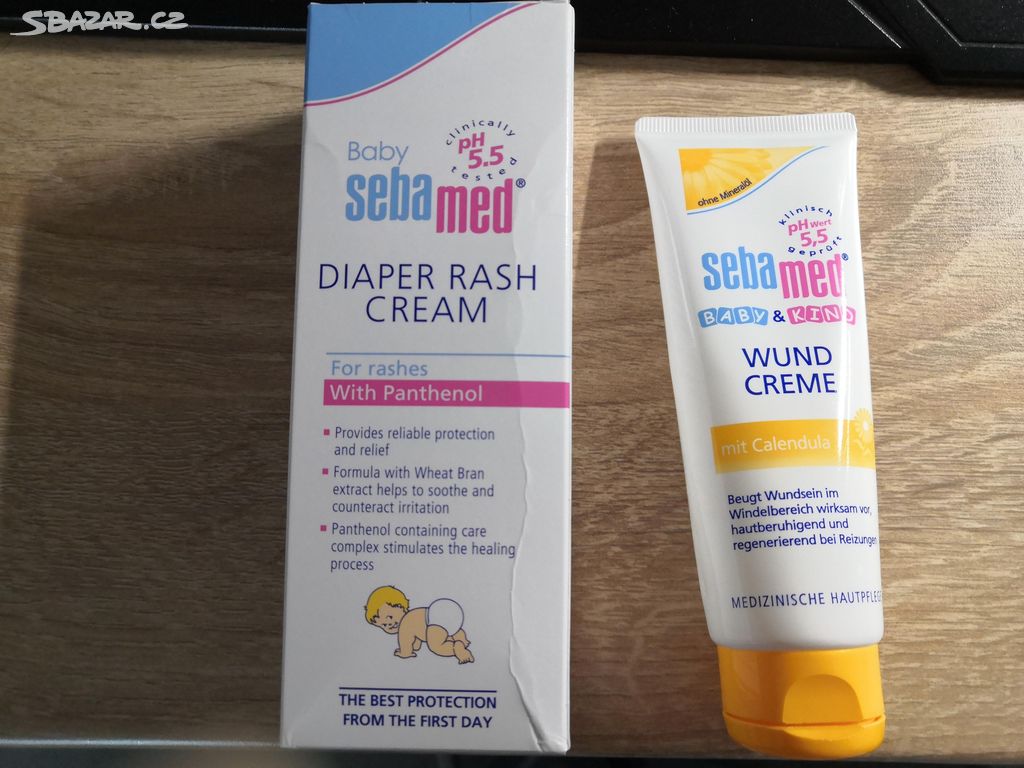 SBAZAR.CZ
Baby
clinically
pH
5.5
tested
sebamed®
DIAPER RASH
CREAM
For rashes
With Panthenol
Provides reliable protection
and relief
Formula with Wheat Bran
extract helps to soothe and
counteract irritation
Panthenol containing care
complex stimulates the healing
process
THE BEST PROTECTION
FROM THE FIRST DAY
ohne Mineralöl
klinisch
pH Wert
5,5
geprüft
sebamed®
BABY & KIND
WUND
CREME
mit Calendula
Beugt Wundsein im
Windelbereich wirksam vor,
hautberuhigend und
regenerierend bei Reizungen
MEDIZINISCHE HAUTPFLEGE